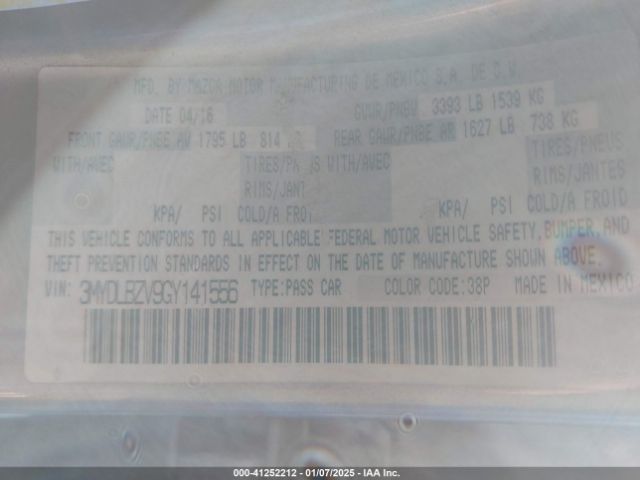 MFD. BY MAZDA MOTOR MANUFACTURING DE MEXICO S.A. DE C.V.
DATE 04/16 GVWR/PNBV 3393 LB 1539 KG
FRONT GAWR/PNBE AV 1795 LB 814 REAR GAWR/PNBE AR 1627 LB 738 KG
WITH/AVEC TIRES/PN S WITH/AVEC TIRES/PNEUS
RIMS/JANT RIMS/JANTES
KPA/ PSI COLD/A FROI KPA/ PSI COLD/A FROID
THIS VEHICLE CONFORMS TO ALL APPLICABLE FEDERAL MOTOR VEHICLE SAFETY, BUMPER, AND
THEFT PREVENTION STANDARDS IN EFFECT ON THE DATE OF MANUFACTURE SHOWN ABOVE.
VIN: 3MYDLBZV9GY141556 TYPE:PASS CAR COLOR CODE:38P MADE IN MEXICO
000-41252212 - 01/07/2025 - IAA Inc.